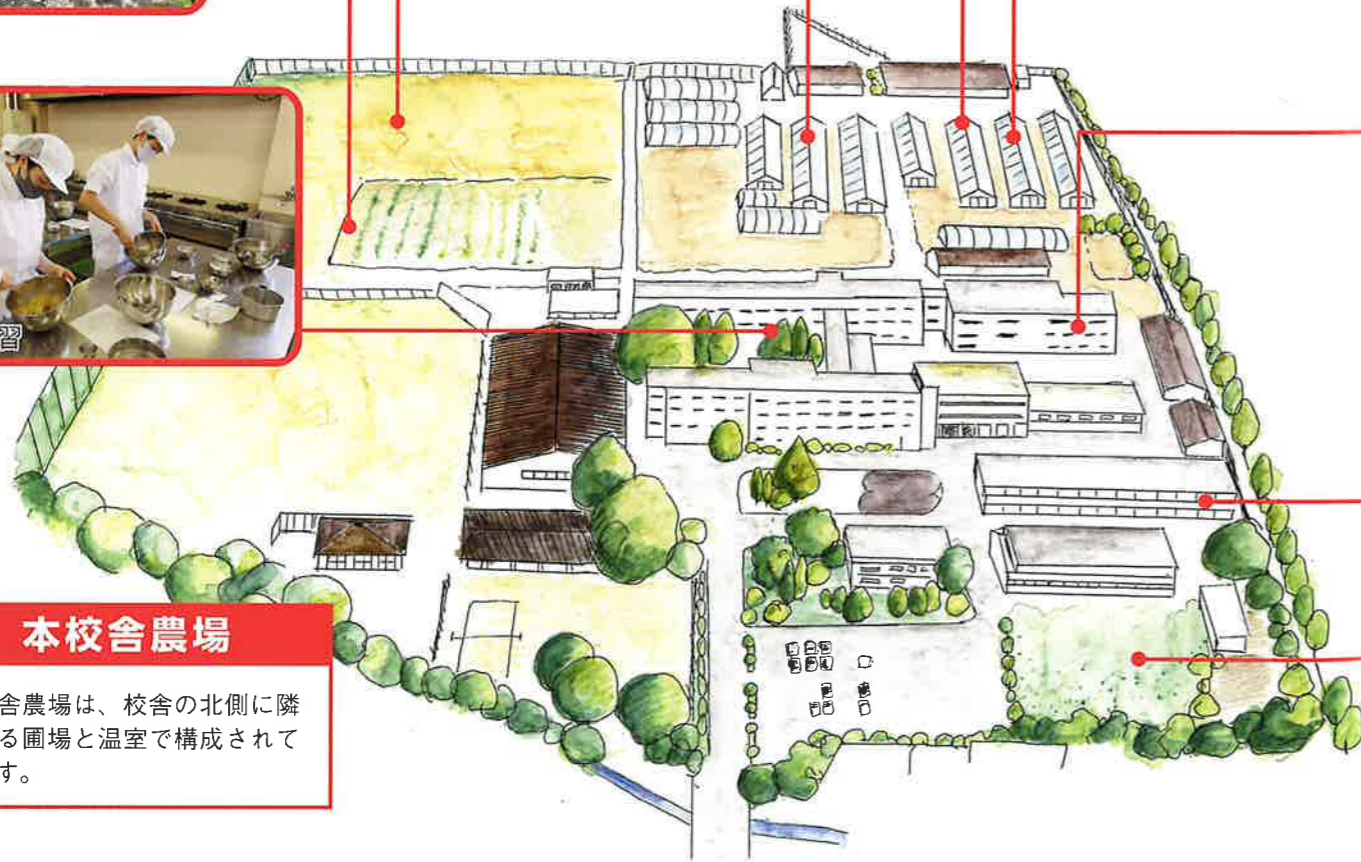 習
本校舎農場
舎農場は、校舎の北側に隣
る圃場と温室で構成されて
す。